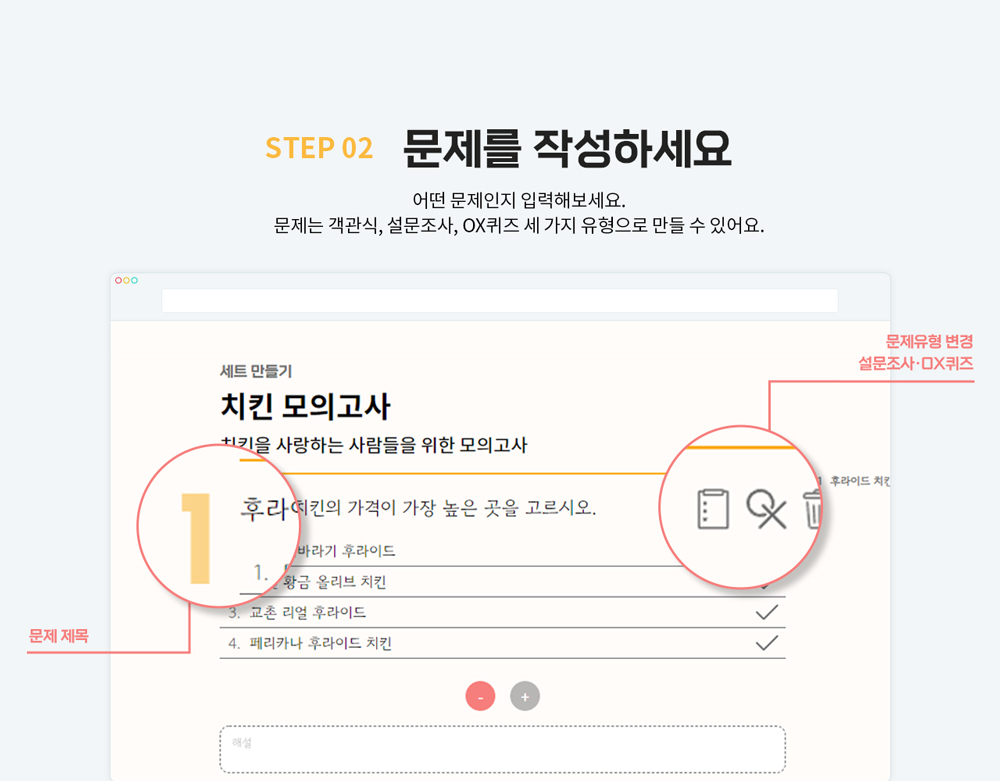 STEP 02 문제를 작성하세요
어떤 문제인지 입력해보세요.
문제는 객관식, 설문조사, OX퀴즈 세 가지 유형으로 만들 수 있어요.
문제유형 변경
설문조사·OX퀴즈
세트 만들기
치킨 모의고사
치킨을 사랑하는 사람들을 위한 모의고사
1 후라이드 치킨
1 후라 치킨의 가격이 가장 높은 곳을 고르시오.
1. 바라기 후라이드
황금 올리브 치킨
3. 교촌 리얼 후라이드
4. 페리카나 후라이드 치킨
문제 제목
- +
해설